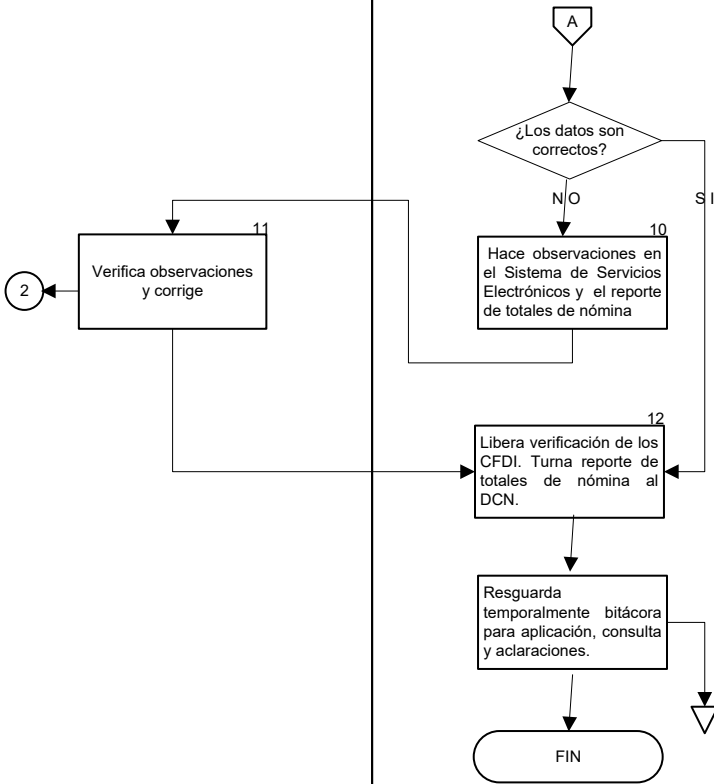 A
¿Los datos son
correctos?
NO
SI
10
Hace observaciones en
el Sistema de Servicios
Electrónicos y el reporte
de totales de nómina
11
Verifica observaciones
y corrige
2
12
Libera verificación de los
CFDI. Turna reporte de
totales de nómina al
DCN.
Resguarda
temporalmente bitácora
para aplicación, consulta
y aclaraciones.
FIN